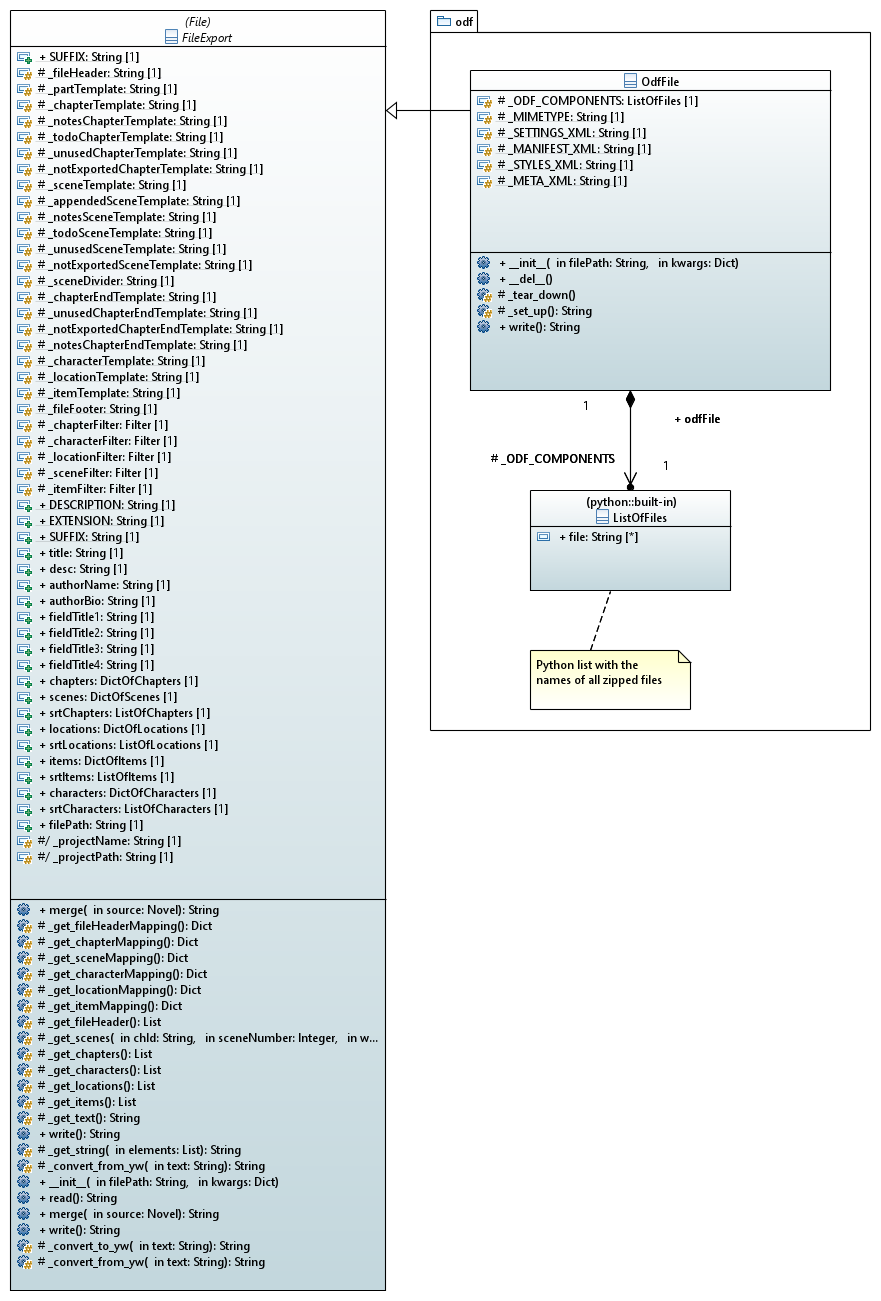 (File)
FileExport
+ SUFFIX: String [1]
# _fileHeader: String [1]
# _partTemplate: String [1]
# _chapterTemplate: String [1]
# _notesChapterTemplate: String [1]
# _todoChapterTemplate: String [1]
# _unusedChapterTemplate: String [1]
# _notExportedChapterTemplate: String [1]
# _sceneTemplate: String [1]
# _appendedSceneTemplate: String [1]
# _notesSceneTemplate: String [1]
# _todoSceneTemplate: String [1]
# _unusedSceneTemplate: String [1]
# _notExportedSceneTemplate: String [1]
# _sceneDivider: String [1]
# _chapterEndTemplate: String [1]
# _unusedChapterEndTemplate: String [1]
# _notExportedChapterEndTemplate: String [1]
# _notesChapterEndTemplate: String [1]
# _characterTemplate: String [1]
# _locationTemplate: String [1]
# _itemTemplate: String [1]
# _fileFooter: String [1]
# _chapterFilter: Filter [1]
# _characterFilter: Filter [1]
# _locationFilter: Filter [1]
# _sceneFilter: Filter [1]
# _itemFilter: Filter [1]
+ DESCRIPTION: String [1]
+ EXTENSION: String [1]
+ SUFFIX: String [1]
+ title: String [1]
+ desc: String [1]
+ authorName: String [1]
+ authorBio: String [1]
+ fieldTitle1: String [1]
+ fieldTitle2: String [1]
+ fieldTitle3: String [1]
+ fieldTitle4: String [1]
+ chapters: DictOfChapters [1]
+ scenes: DictOfScenes [1]
+ srtChapters: ListOfChapters [1]
+ locations: DictOfLocations [1]
+ srtLocations: ListOfLocations [1]
+ items: DictOfItems [1]
+ srtItems: ListOfItems [1]
+ characters: DictOfCharacters [1]
+ srtCharacters: ListOfCharacters [1]
+ filePath: String [1]
#/ _projectName: String [1]
#/ _projectPath: String [1]
+ merge(  in source: Novel): String
# _get_fileHeaderMapping(): Dict
# _get_chapterMapping(): Dict
# _get_sceneMapping(): Dict
# _get_characterMapping(): Dict
# _get_locationMapping(): Dict
# _get_itemMapping(): Dict
# _get_fileHeader(): List
# _get_scenes(  in chId: String,   in sceneNumber: Integer,   in w...
# _get_chapters(): List
# _get_characters(): List
# _get_locations(): List
# _get_items(): List
# _get_text(): String
+ write(): String
# _get_string(  in elements: List): String
# _convert_from_yw(  in text: String): String
+ __init__(  in filePath: String,   in kwargs: Dict)
+ read(): String
+ merge(  in source: Novel): String
+ write(): String
# _convert_to_yw(  in text: String): String
# _convert_from_yw(  in text: String): String
odf
OdfFile
# _ODF_COMPONENTS: ListOfFiles [1]
# _MIMETYPE: String [1]
# _SETTINGS_XML: String [1]
# _MANIFEST_XML: String [1]
# _STYLES_XML: String [1]
# _META_XML: String [1]
+ __init__(  in filePath: String,   in kwargs: Dict)
+ __del__()
# _tear_down()
# _set_up(): String
+ write(): String
1
+ odfFile
# _ODF_COMPONENTS
1
(python::built-in)
ListOfFiles
+ file: String [*]
Python list with the
names of all zipped files